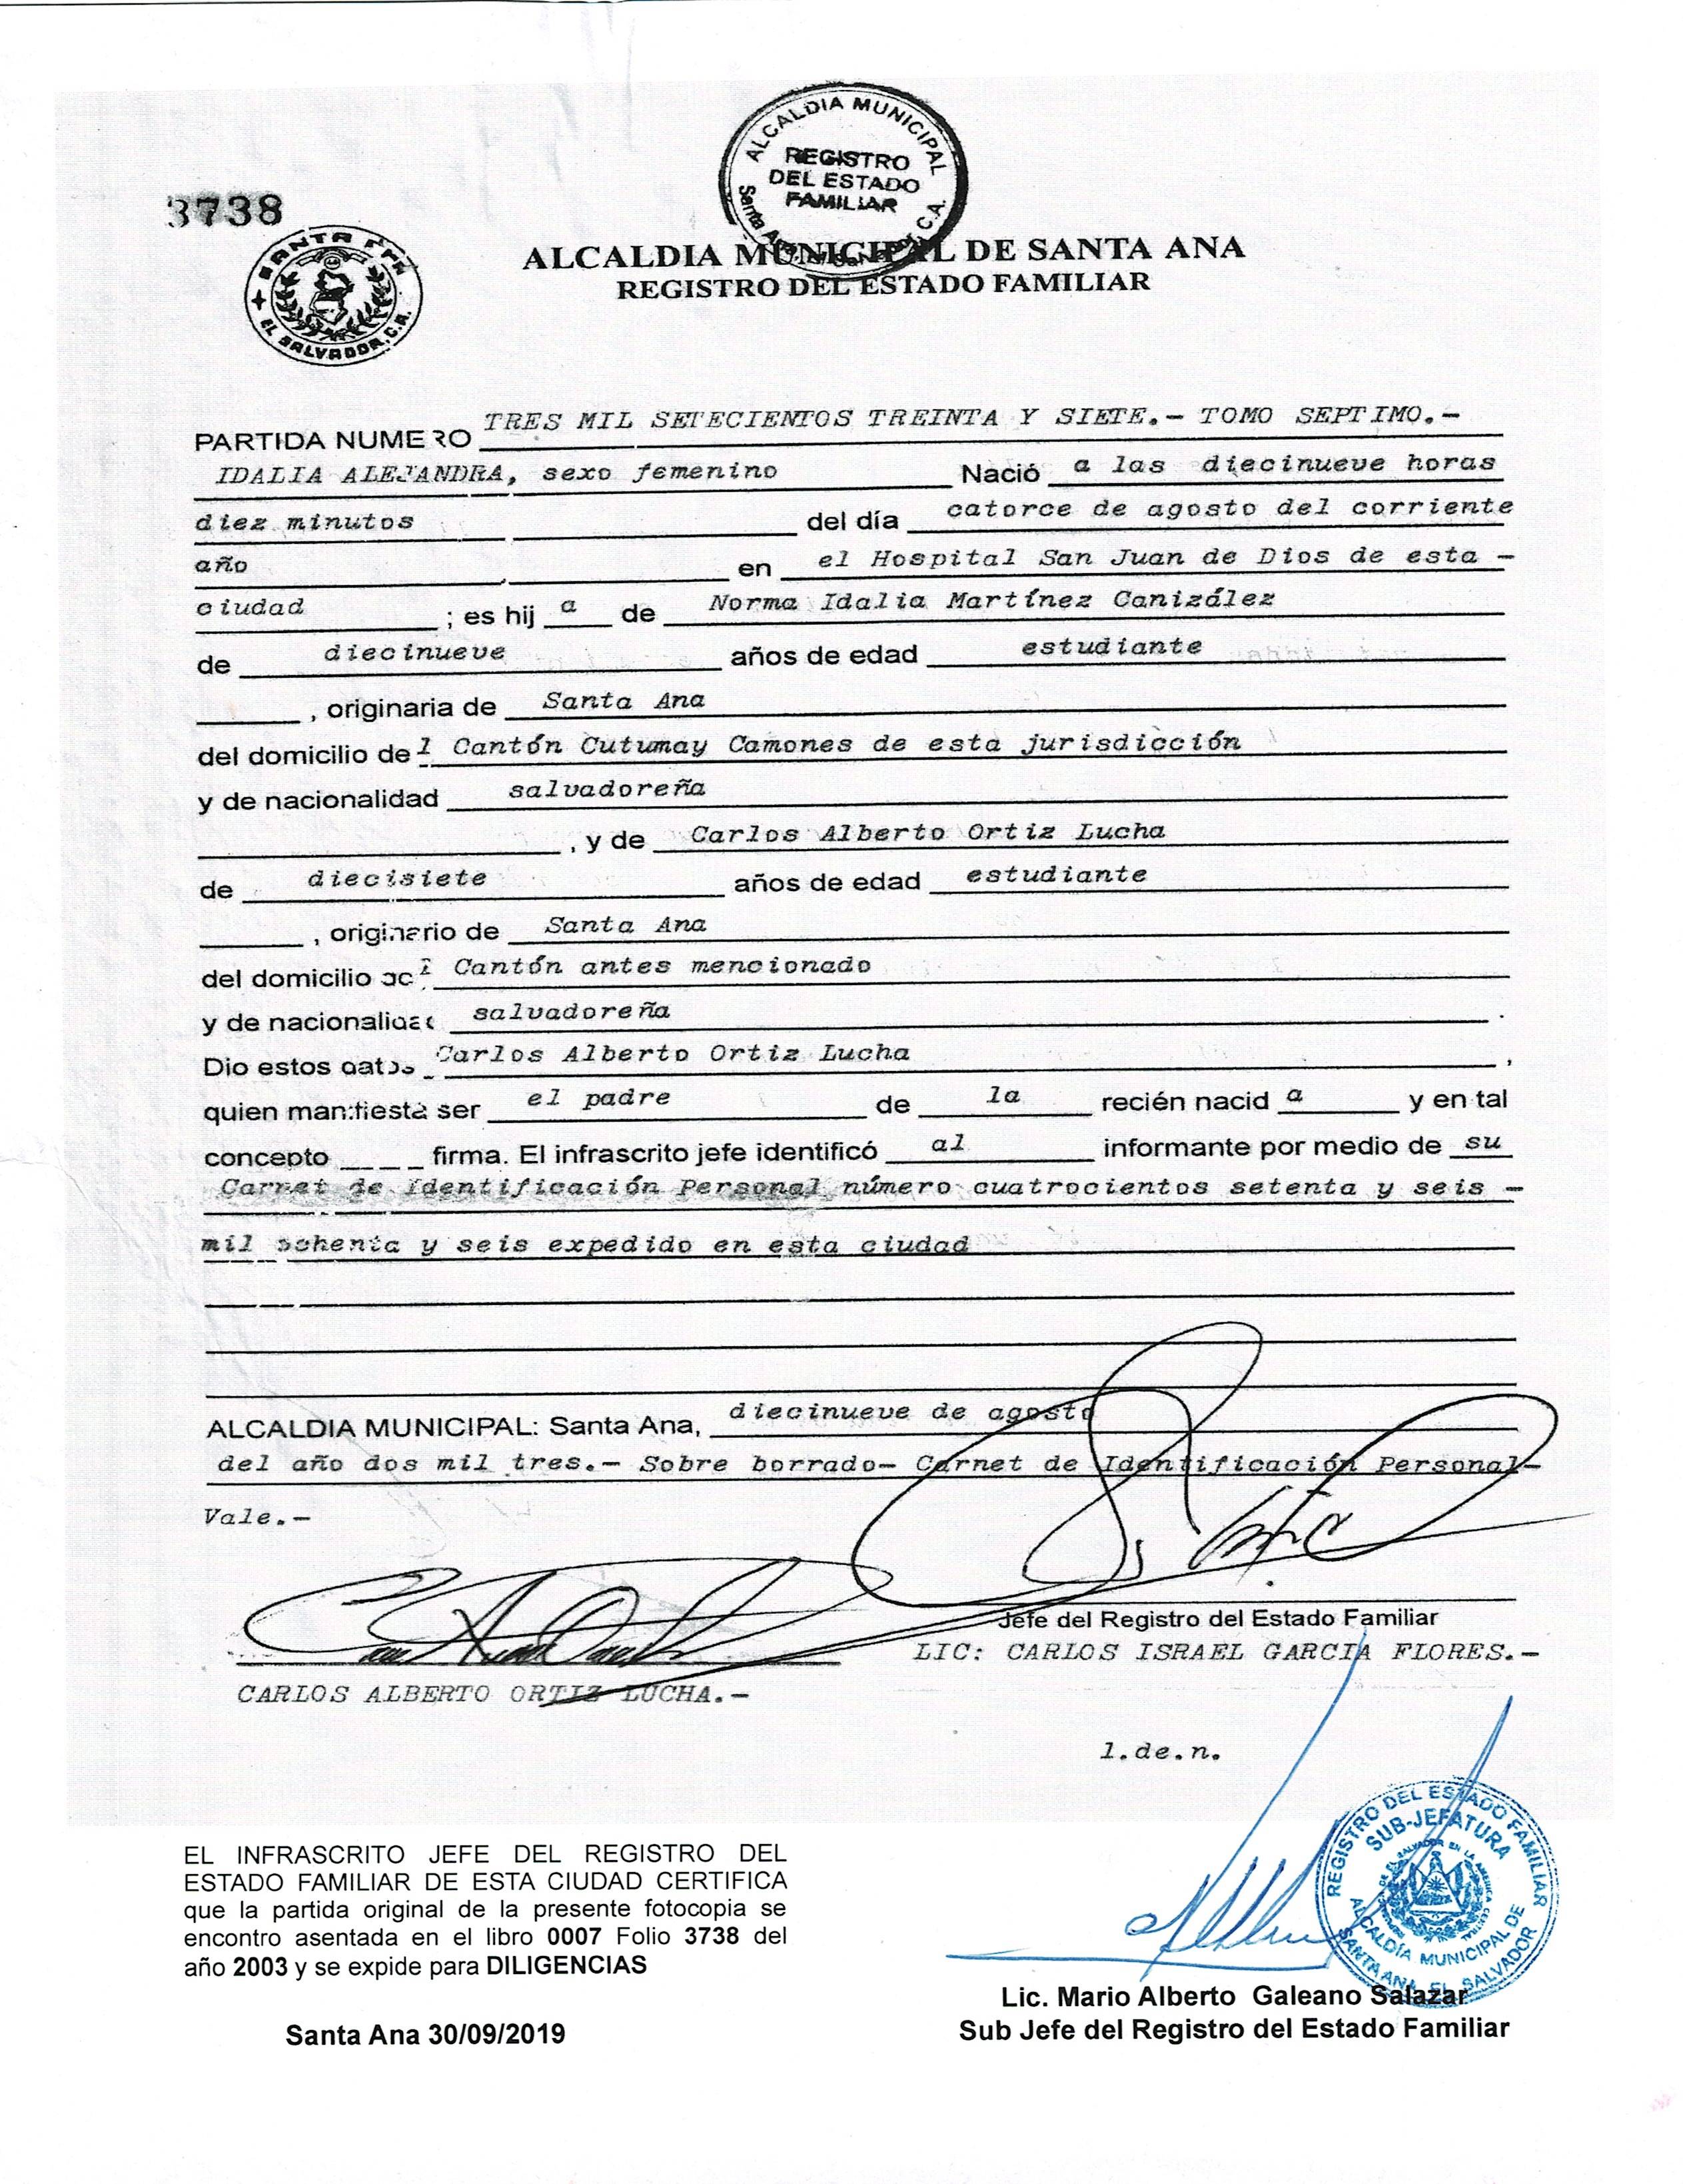 ALCALDIA MUNICIPAL
REGISTRO
DEL ESTADO
FAMILIAR
Santa C.A.
3738
SANTA ANA
EL SALVADOR, C.A.
ALCALDIA MUNICIPAL DE SANTA ANA
REGISTRO DEL ESTADO FAMILIAR
PARTIDA NUMERO TRES MIL SETECIENTOS TREINTA Y SIETE.- TOMO SEPTIMO.-
IDALIA ALEJANDRA, sexo femenino Nació a las diecinueve horas
diez minutos del día catorce de agosto del corriente
año en el Hospital San Juan de Dios de esta -
ciudad ; es hij a de Norma Idalia Martínez Canizález
de diecinueve años de edad estudiante
, originaria de Santa Ana
del domicilio del Cantón Cutumay Camones de esta jurisdicción
y de nacionalidad salvadoreña
, y de Carlos Alberto Ortiz Lucha
de diecisiete años de edad estudiante
, originario de Santa Ana
del domicilio Cantón antes mencionado
y de nacionalidad salvadoreña .
Dio estos datos Carlos Alberto Ortiz Lucha ,
quien manifiesta ser el padre de la recién nacid a y en tal
concepto firma. El infrascrito jefe identificó al informante por medio de su
Carnet de Identificación Personal número cuatrocientos setenta y seis -
mil ochenta y seis expedido en esta ciudad
ALCALDIA MUNICIPAL: Santa Ana, diecinueve de agosto
del año dos mil tres.- Sobre borrado- Carnet de Identificación Personal-
Vale.-
Jefe del Registro del Estado Familiar
LIC: CARLOS ISRAEL GARCIA FLORES.-
CARLOS ALBERTO ORTIZ LUCHA.-
l.de.n.
REGISTRO DEL ESTADO FAMILIAR
SUB-JEFATURA
ALCALDÍA MUNICIPAL DE
SANTA ANA, EL SALVADOR
EL INFRASCRITO JEFE DEL REGISTRO DEL
ESTADO FAMILIAR DE ESTA CIUDAD CERTIFICA
que la partida original de la presente fotocopia se
encontro asentada en el libro 0007 Folio 3738 del
año 2003 y se expide para DILIGENCIAS
Santa Ana 30/09/2019
Lic. Mario Alberto Galeano Salazar
Sub Jefe del Registro del Estado Familiar